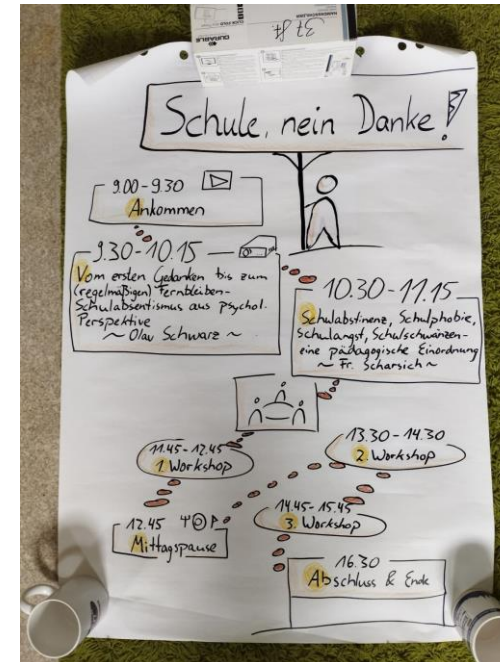 DURABLE
37 ft.
Schule, nein Danke!
9.00-9.30
Ankommen
9.30-10.15
Vom ersten Gedanken bis zum
(regelmäßigen) Fernbleiben-
Schulabsentismus aus psychol.
Perspektive
~ Olav Schwarz ~
10.30-11.15
Schulabstinenz, Schulphobie,
Schulangst, Schulschwänzen-
eine pädagogische Einordnung
~ Fr. Scharsich ~
11.45-12.45
1. Workshop
13.30-14.30
2. Workshop
12.45
Mittagspause
14.45-15.45
3. Workshop
16.30
Abschluss & Ende